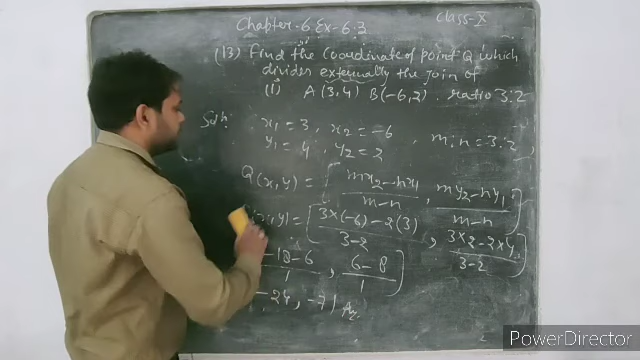 Chapter-6 Ex-6.3
Class-X
(13) Find the Coordinate of point Q which
divides externally the join of
(i) A(3,4) B(-6,2) ratio 3:2
Solⁿ: x₁ = 3, x₂ = -6
y₁ = 4, y₂ = 2
m:n = 3:2
Q(x,y) = [ mx₂-nx₁ / m-n , my₂-ny₁ / m-n ]
,y) = [ 3×(-6)-2(3) / 3-2 , 3×2-2×4 / 3-2 ]
-18-6 / 1 , 6-8 / 1 ]
-24, 
PowerDirector